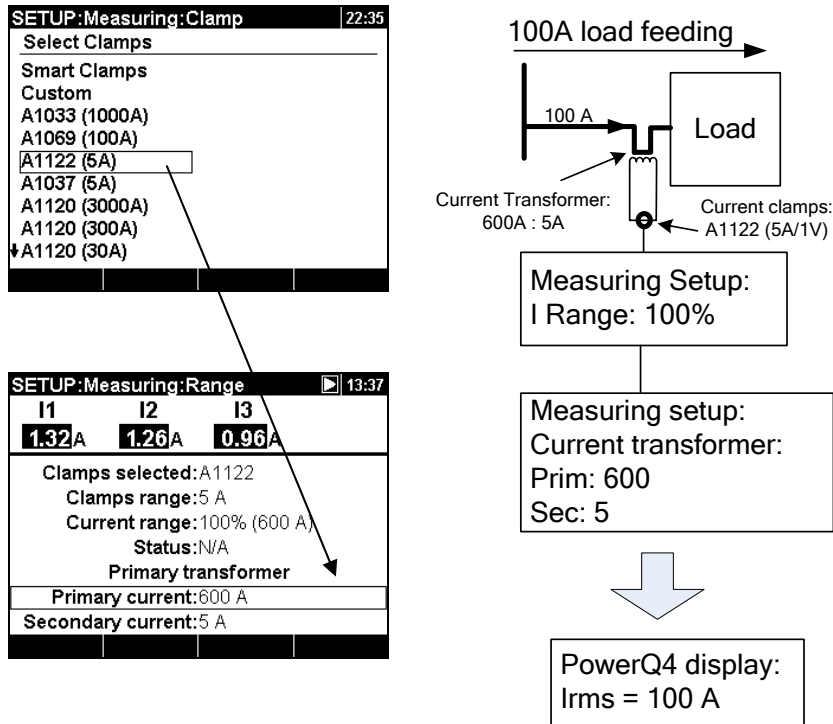 SETUP:Measuring:Clamp 22:35
Select Clamps
Smart Clamps
Custom
A1033 (1000A)
A1069 (100A)
A1122 (5A)
A1037 (5A)
A1120 (3000A)
A1120 (300A)
A1120 (30A)
SETUP:Measuring:Range 13:37
I1 I2 I3
1.32A 1.26A 0.96A
Clamps selected:A1122
Clamps range:5 A
Current range:100% (600 A)
Status:N/A
Primary transformer
Primary current:600 A
Secondary current:5 A
100A load feeding
100 A
Load
Current Transformer:
600A : 5A
Current clamps:
A1122 (5A/1V)
Measuring Setup:
I Range: 100%
Measuring setup:
Current transformer:
Prim: 600
Sec: 5
PowerQ4 display:
Irms = 100 A